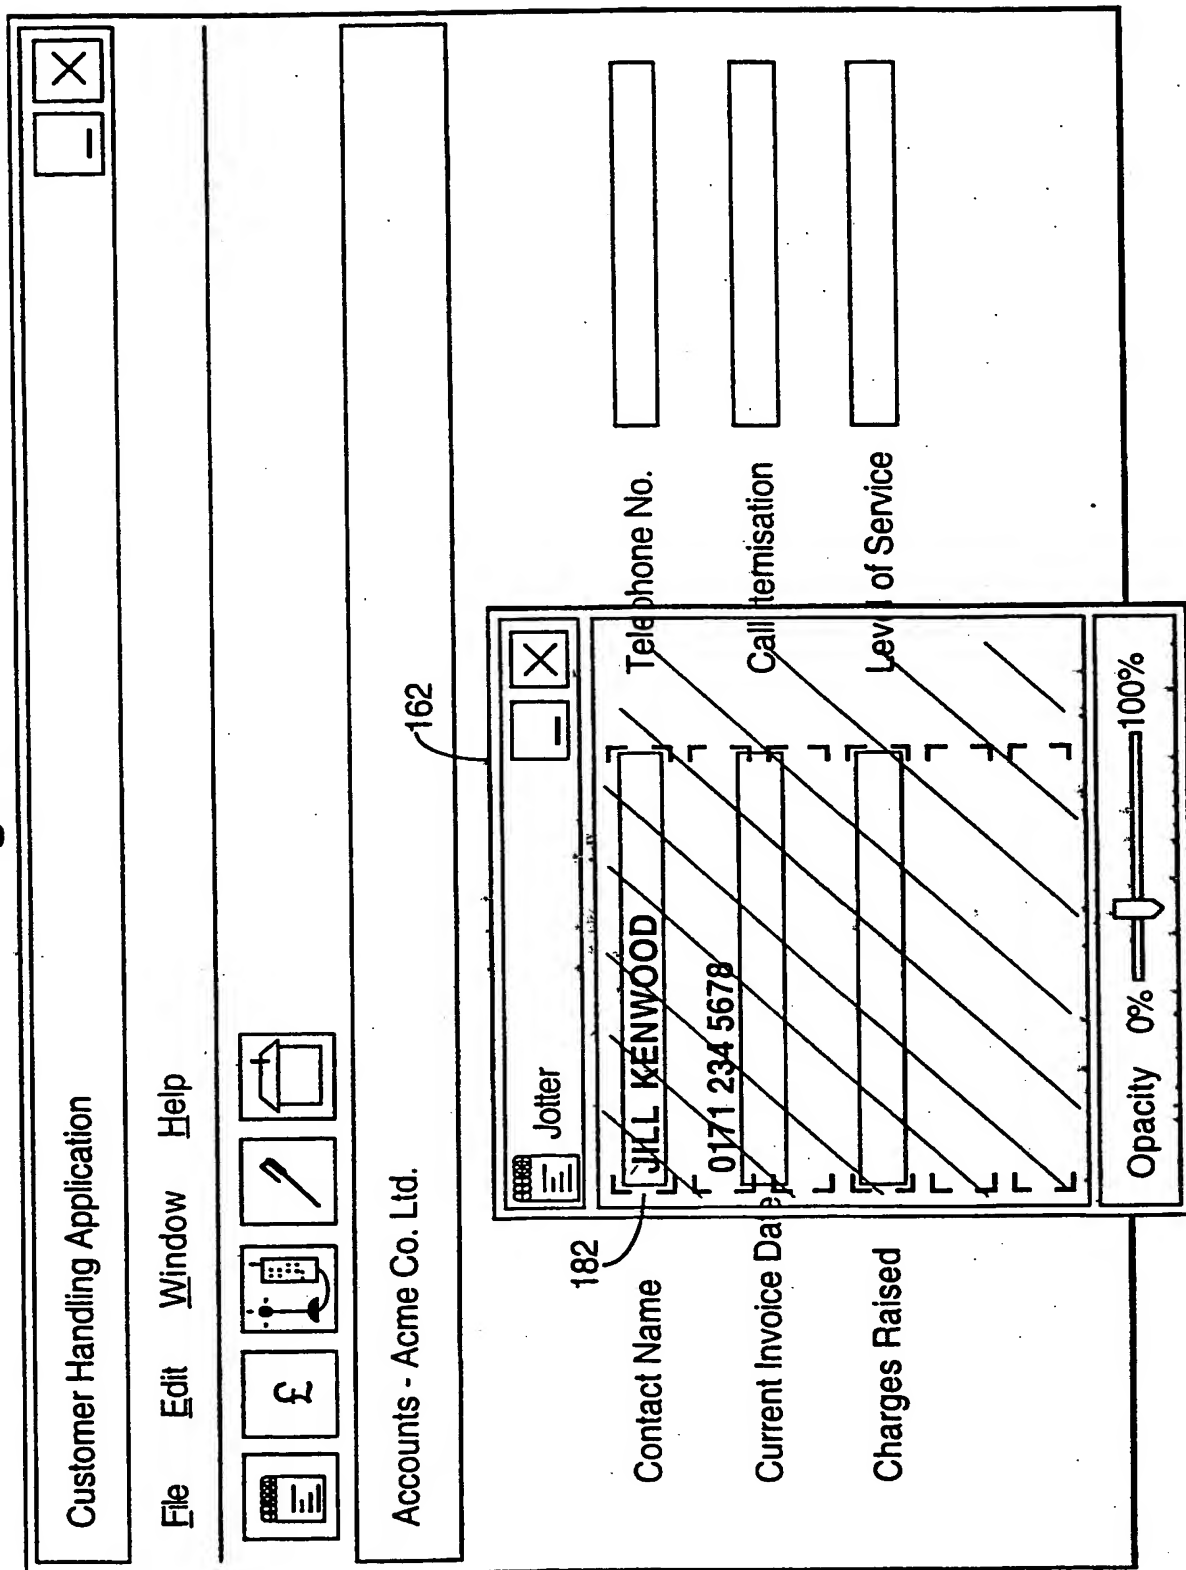 Customer Handling Application
File Edit Window Help
£
Accounts - Acme Co. Ltd.
162
Jotter
182
Contact Name JILL KENWOOD Telephone No.
0171 234 5678
Current Invoice Date Call Itemisation
Charges Raised Level of Service
Opacity 0% 100%